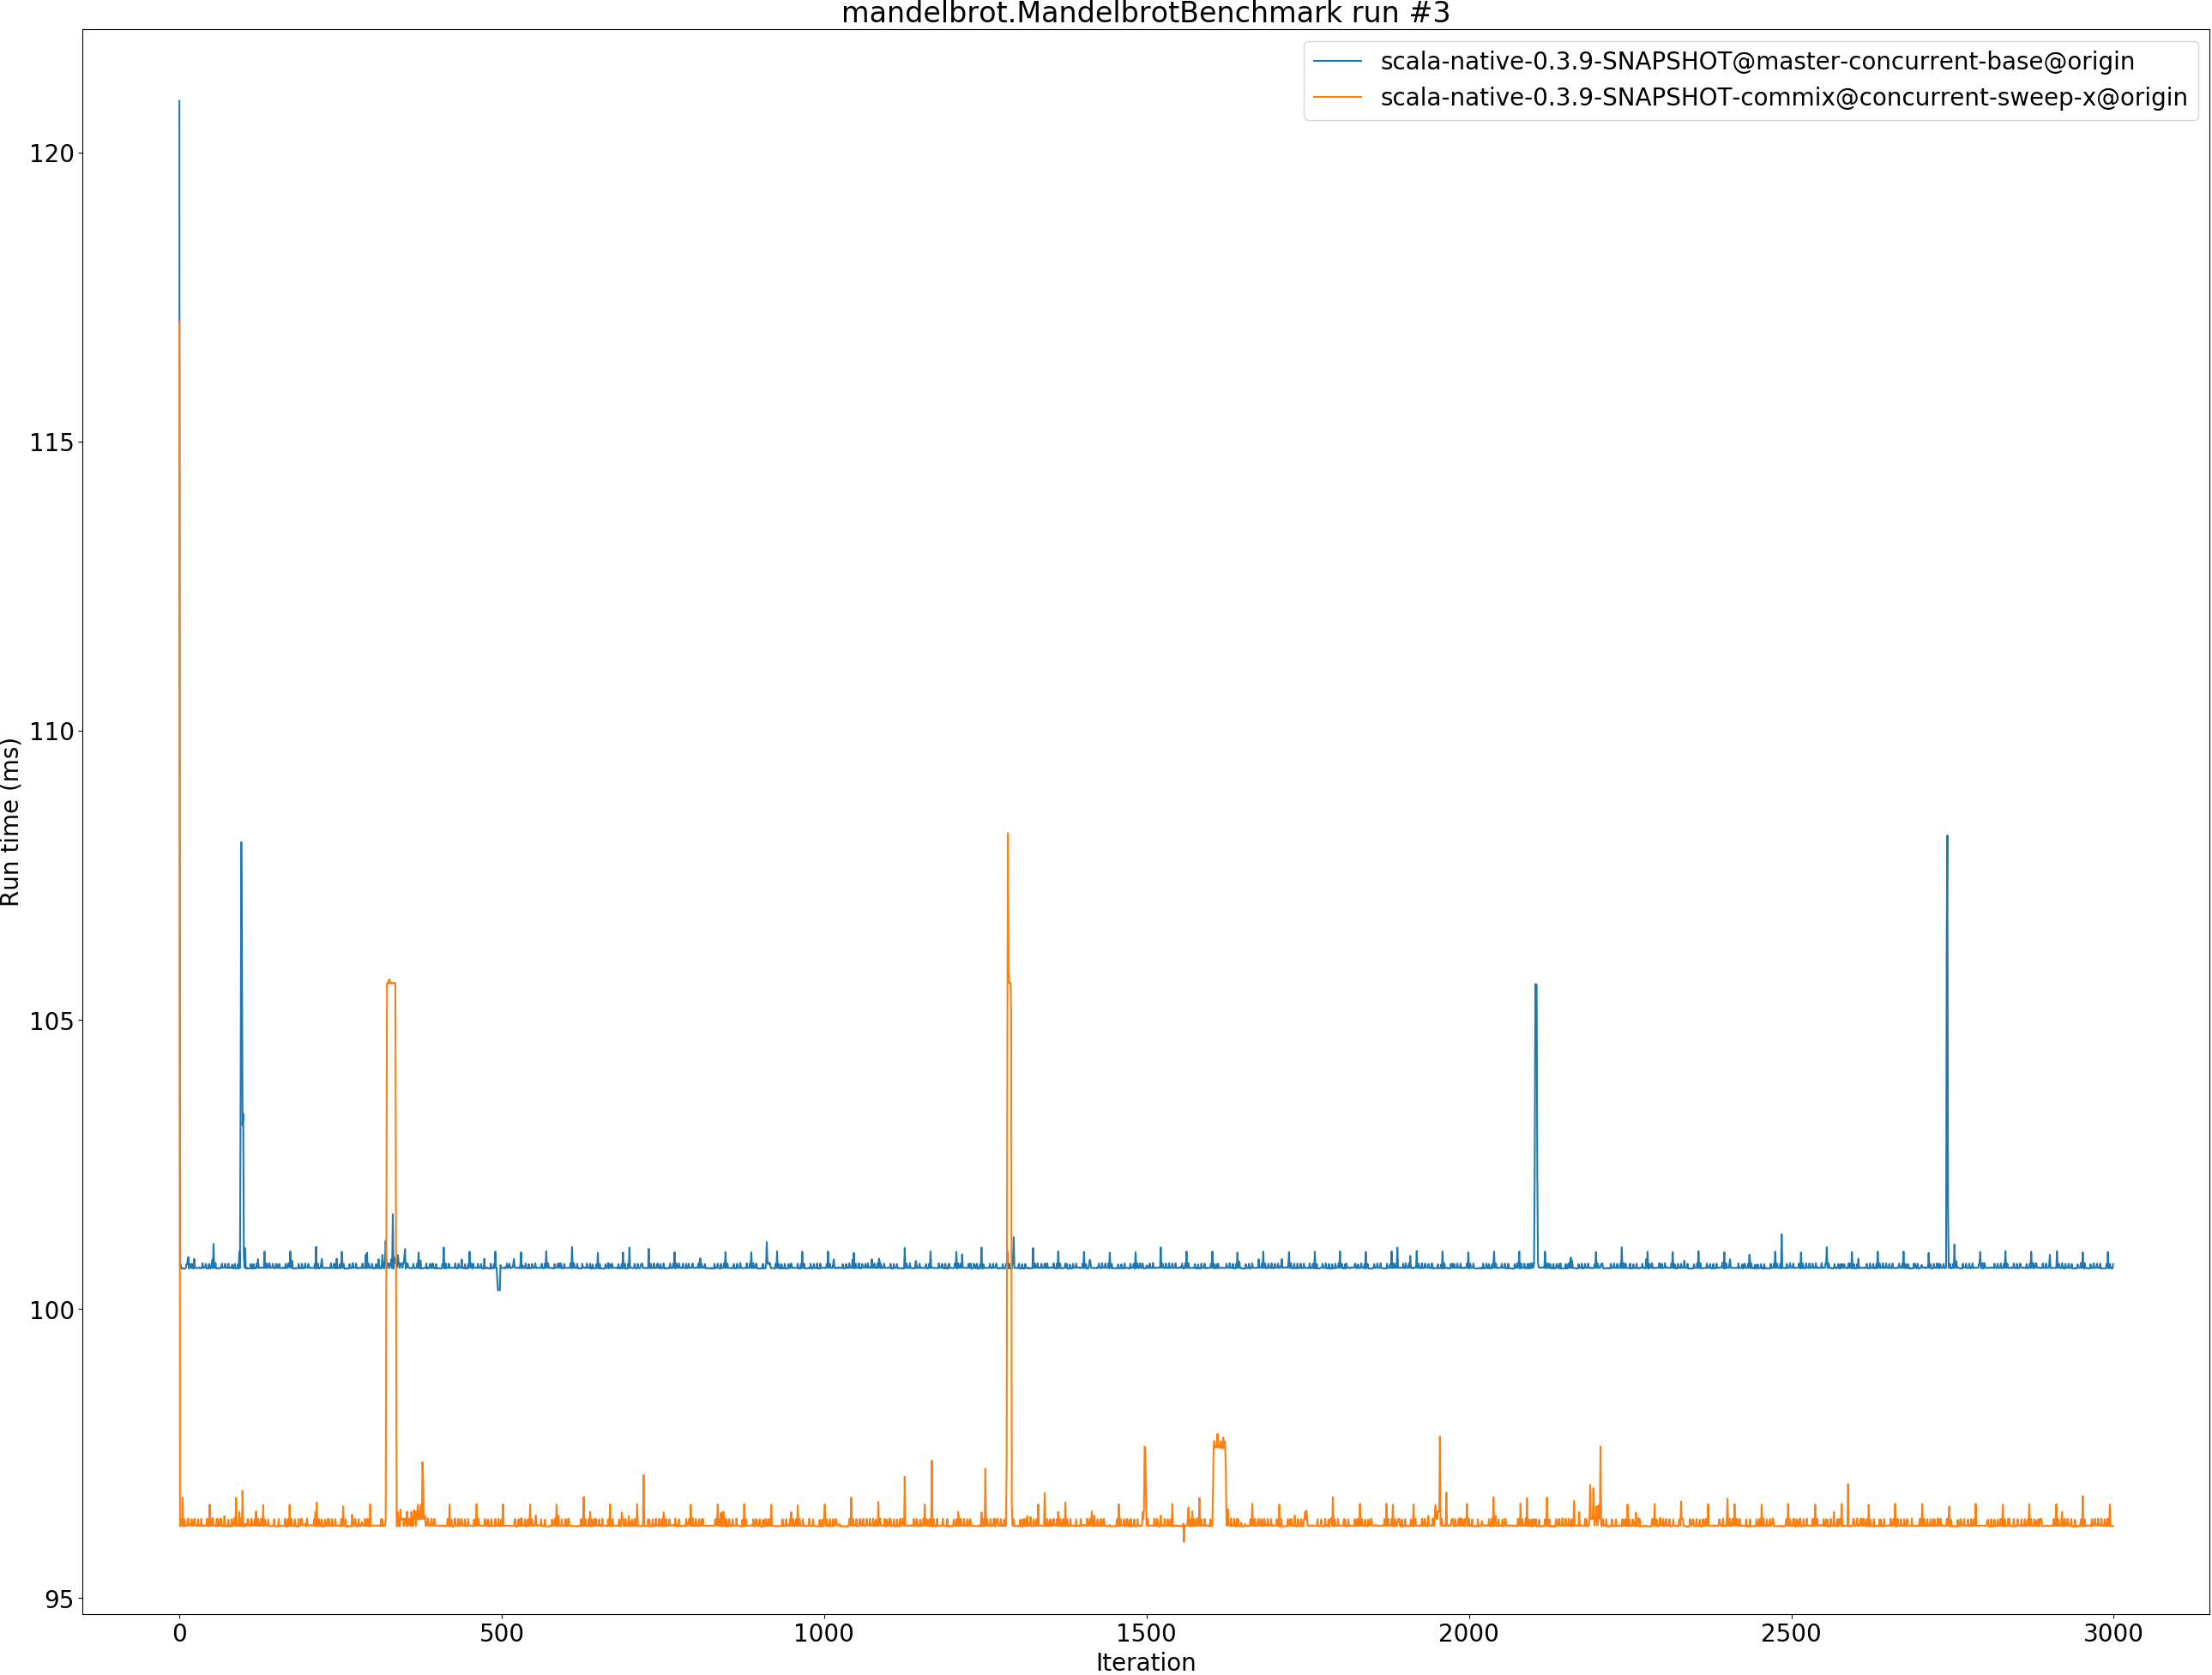 mandelbrot.MandelbrotBenchmark run #3
scala-native-0.3.9-SNAPSHOT@master-concurrent-base@origin
scala-native-0.3.9-SNAPSHOT-commix@concurrent-sweep-x@origin
120
115
110
105
100
95
Run time (ms)
0 500 1000 1500 2000 2500 3000
Iteration